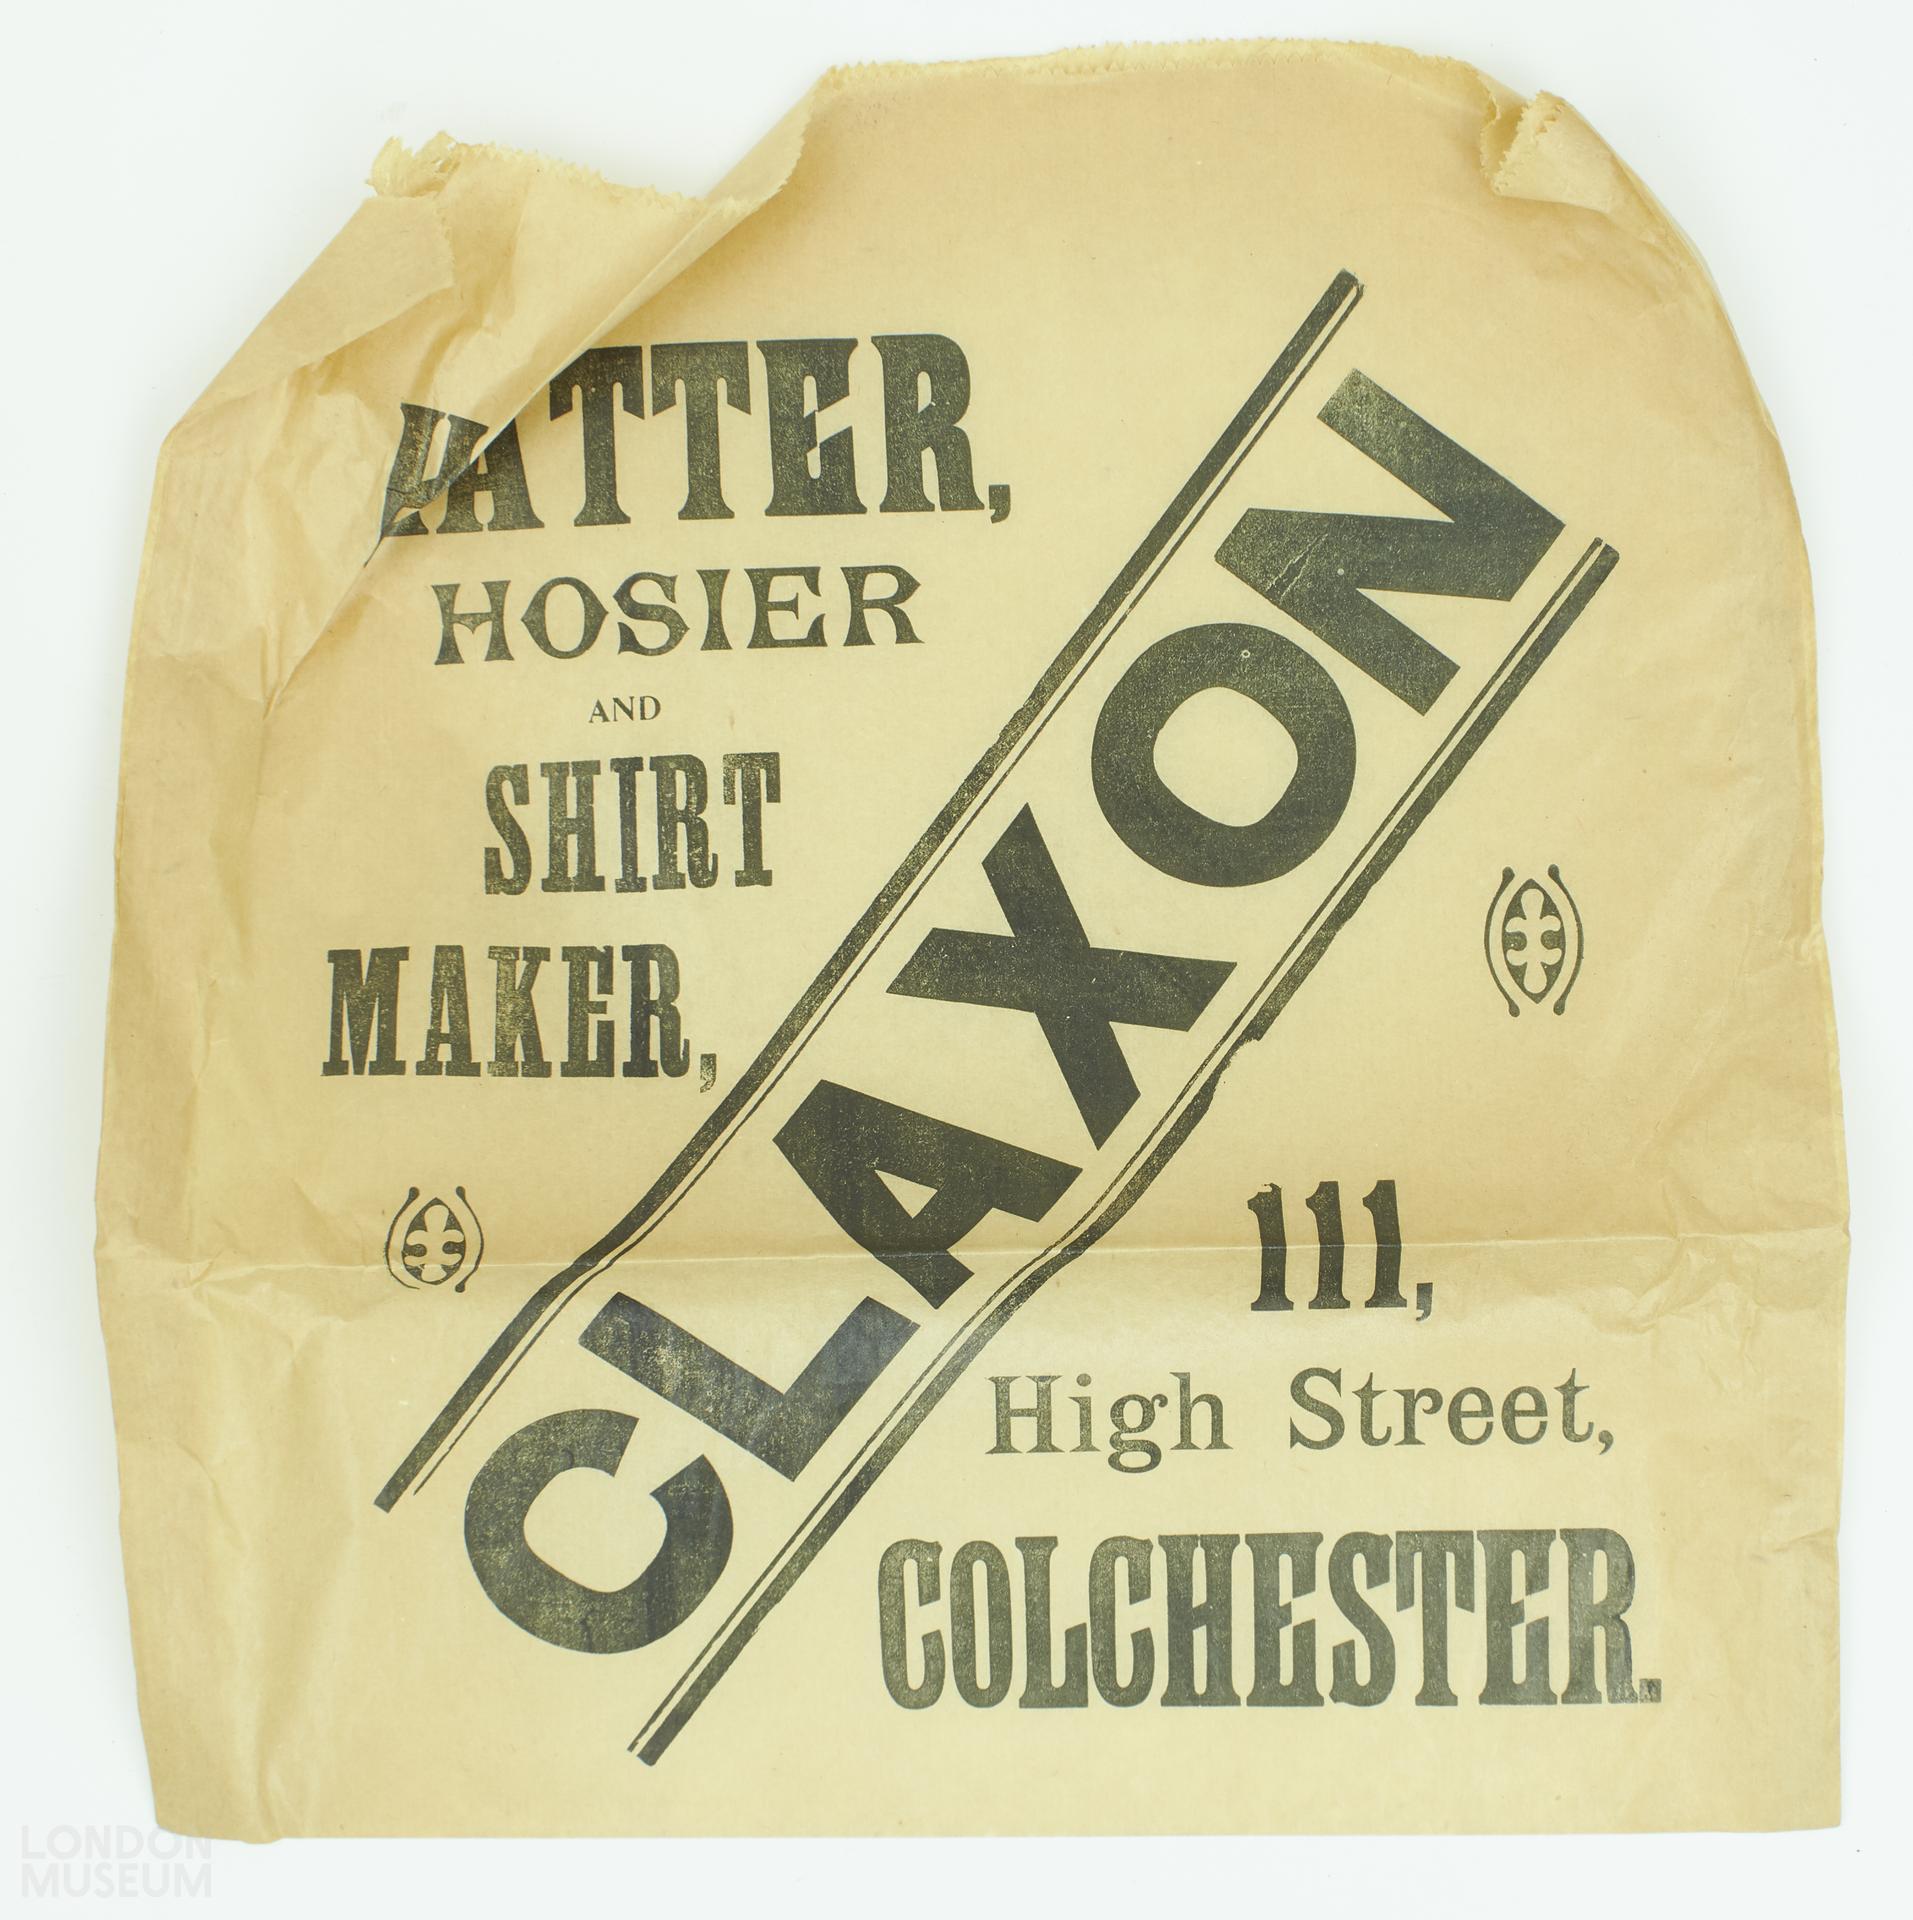 HATTER,
HOSIER
AND
SHIRT
MAKER,
CLAXON
111,
High Street,
COLCHESTER.
LONDON
MUSEUM